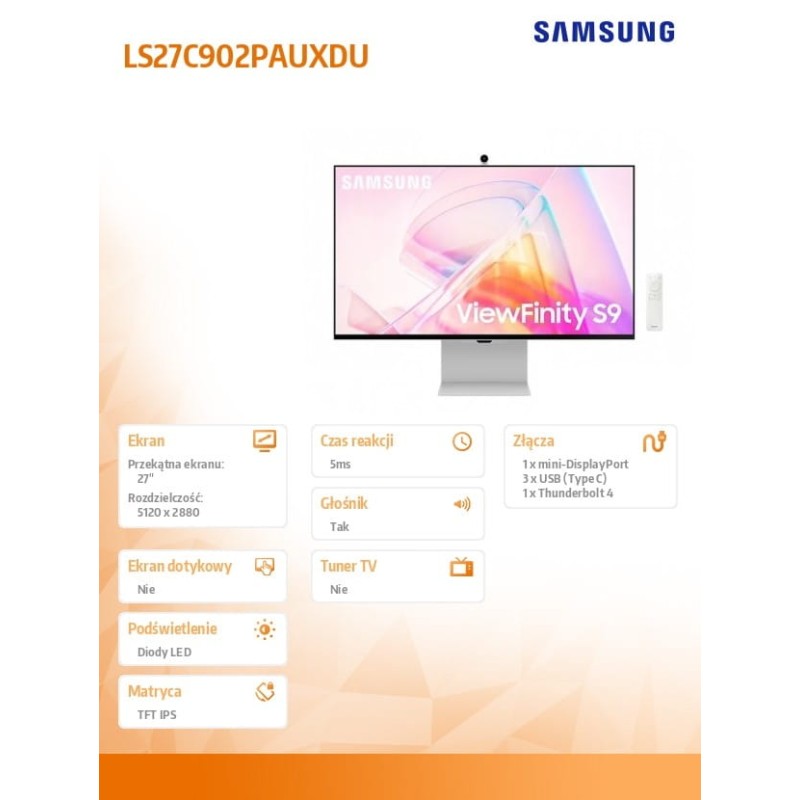 LS27C902PAUXDU
SAMSUNG
SAMSUNG
ViewFinity S9
Ekran
Przekątna ekranu:
27"
Rozdzielczość:
5120 x 2880
Ekran dotykowy
Nie
Podświetlenie
Diody LED
Matryca
TFT IPS
Czas reakcji
5ms
Głośnik
Tak
Tuner TV
Nie
Złącza
1 x mini-DisplayPort
3 x USB (Type C)
1 x Thunderbolt 4